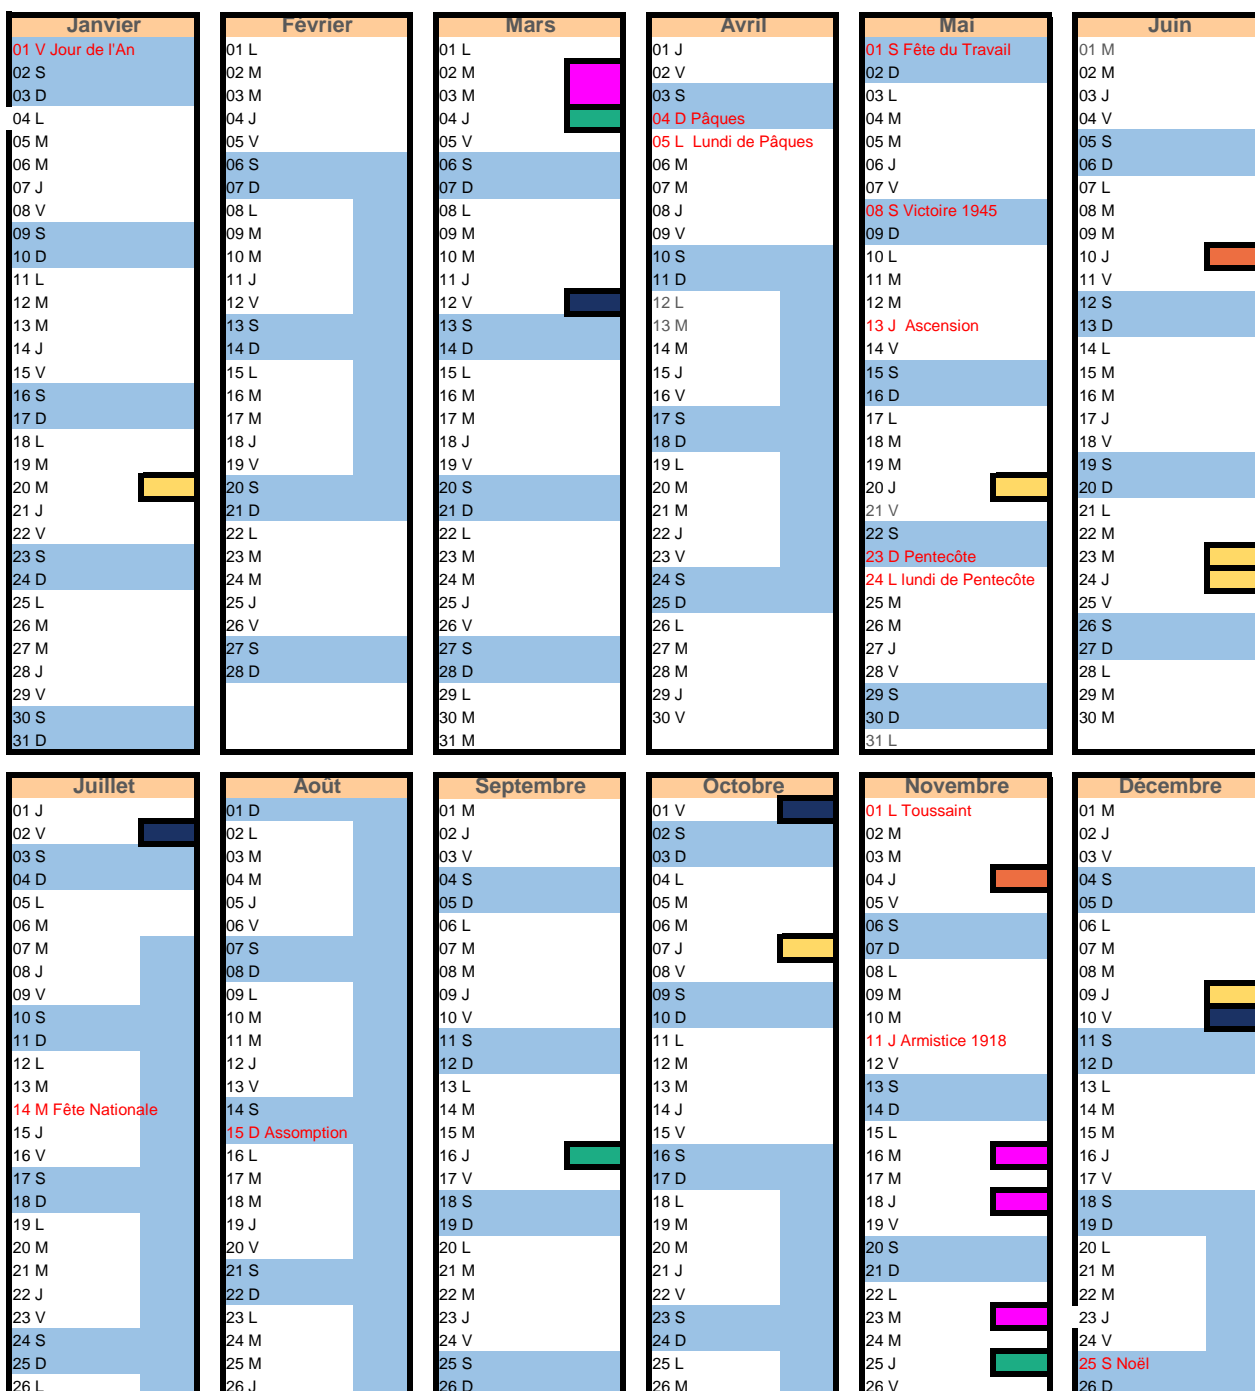 Janvier
01 V Jour de l'An
02 S
03 D
04 L
05 M
06 M
07 J
08 V
09 S
10 D
11 L
12 M
13 M
14 J
15 V
16 S
17 D
18 L
19 M
20 M
21 J
22 V
23 S
24 D
25 L
26 M
27 M
28 J
29 V
30 S
31 D
Février
01 L
02 M
03 M
04 J
05 V
06 S
07 D
08 L
09 M
10 M
11 J
12 V
13 S
14 D
15 L
16 M
17 M
18 J
19 V
20 S
21 D
22 L
23 M
24 M
25 J
26 V
27 S
28 D
Mars
01 L
02 M
03 M
04 J
05 V
06 S
07 D
08 L
09 M
10 M
11 J
12 V
13 S
14 D
15 L
16 M
17 M
18 J
19 V
20 S
21 D
22 L
23 M
24 M
25 J
26 V
27 S
28 D
29 L
30 M
31 M
Avril
01 J
02 V
03 S
04 D Pâques
05 L Lundi de Pâques
06 M
07 M
08 J
09 V
10 S
11 D
12 L
13 M
14 M
15 J
16 V
17 S
18 D
19 L
20 M
21 M
22 J
23 V
24 S
25 D
26 L
27 M
28 M
29 J
30 V
Mai
01 S Fête du Travail
02 D
03 L
04 M
05 M
06 J
07 V
08 S Victoire 1945
09 D
10 L
11 M
12 M
13 J Ascension
14 V
15 S
16 D
17 L
18 M
19 M
20 J
21 V
22 S
23 D Pentecôte
24 L lundi de Pentecôte
25 M
26 M
27 J
28 V
29 S
30 D
31 L
Juin
01 M
02 M
03 J
04 V
05 S
06 D
07 L
08 M
09 M
10 J
11 V
12 S
13 D
14 L
15 M
16 M
17 J
18 V
19 S
20 D
21 L
22 M
23 M
24 J
25 V
26 S
27 D
28 L
29 M
30 M
Juillet
01 J
02 V
03 S
04 D
05 L
06 M
07 M
08 J
09 V
10 S
11 D
12 L
13 M
14 M Fête Nationale
15 J
16 V
17 S
18 D
19 L
20 M
21 M
22 J
23 V
24 S
25 D
26 L
Août
01 D
02 L
03 M
04 M
05 J
06 V
07 S
08 D
09 L
10 M
11 M
12 J
13 V
14 S
15 D Assomption
16 L
17 M
18 M
19 J
20 V
21 S
22 D
23 L
24 M
25 M
26 J
Septembre
01 M
02 J
03 V
04 S
05 D
06 L
07 M
08 M
09 J
10 V
11 S
12 D
13 L
14 M
15 M
16 J
17 V
18 S
19 D
20 L
21 M
22 M
23 J
24 V
25 S
26 D
Octobre
01 V
02 S
03 D
04 L
05 M
06 M
07 J
08 V
09 S
10 D
11 L
12 M
13 M
14 J
15 V
16 S
17 D
18 L
19 M
20 M
21 J
22 V
23 S
24 D
25 L
26 M
Novembre
01 L Toussaint
02 M
03 M
04 J
05 V
06 S
07 D
08 L
09 M
10 M
11 J Armistice 1918
12 V
13 S
14 D
15 L
16 M
17 M
18 J
19 V
20 S
21 D
22 L
23 M
24 M
25 J
26 V
Décembre
01 M
02 J
03 V
04 S
05 D
06 L
07 M
08 M
09 J
10 V
11 S
12 D
13 L
14 M
15 M
16 J
17 V
18 S
19 D
20 L
21 M
22 M
23 J
24 V
25 S Noël
26 D